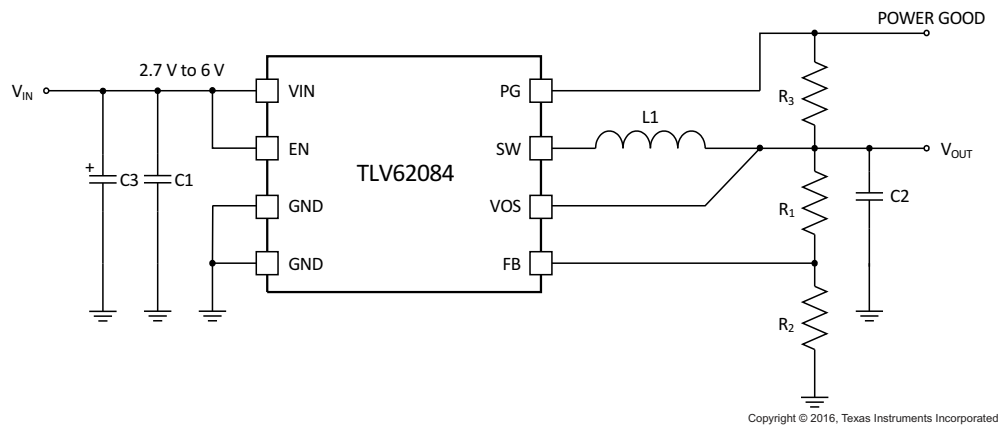 POWER GOOD
2.7 V to 6 V
VIN
VIN
PG
R3
L1
EN
SW
VOUT
TLV62084
C3
+
C1
GND
VOS
R1
C2
GND
FB
R2
Copyright © 2016, Texas Instruments Incorporated